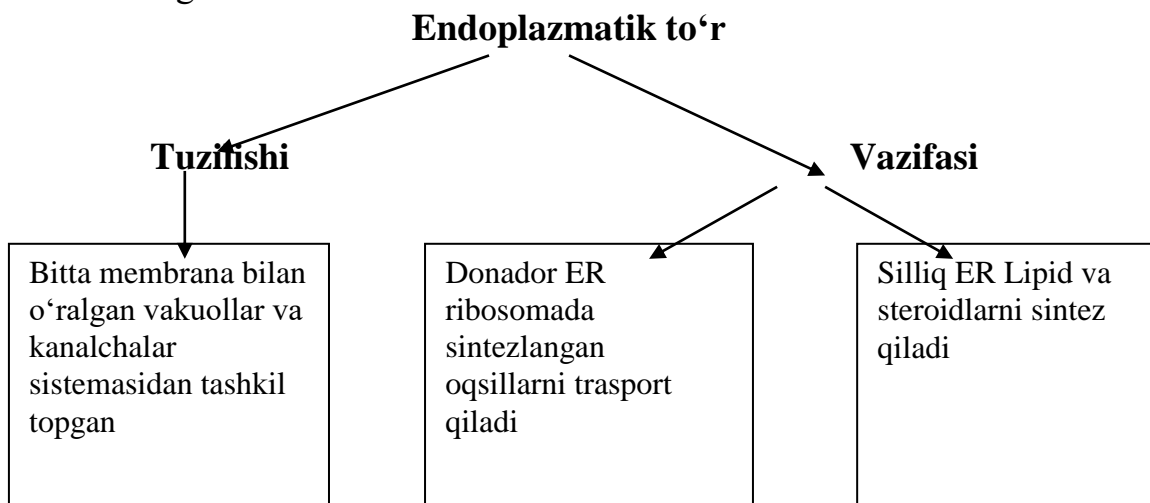 Endoplazmatik to‘r
Tuzilishi
Vazifasi
Bitta membrana bilan
o‘ralgan vakuollar va
kanalchalar
sistemasidan tashkil
topgan
Donador ER
ribosomada
sintezlangan
oqsillarni trasport
qiladi
Silliq ER Lipid va
steroidlarni sintez
qiladi